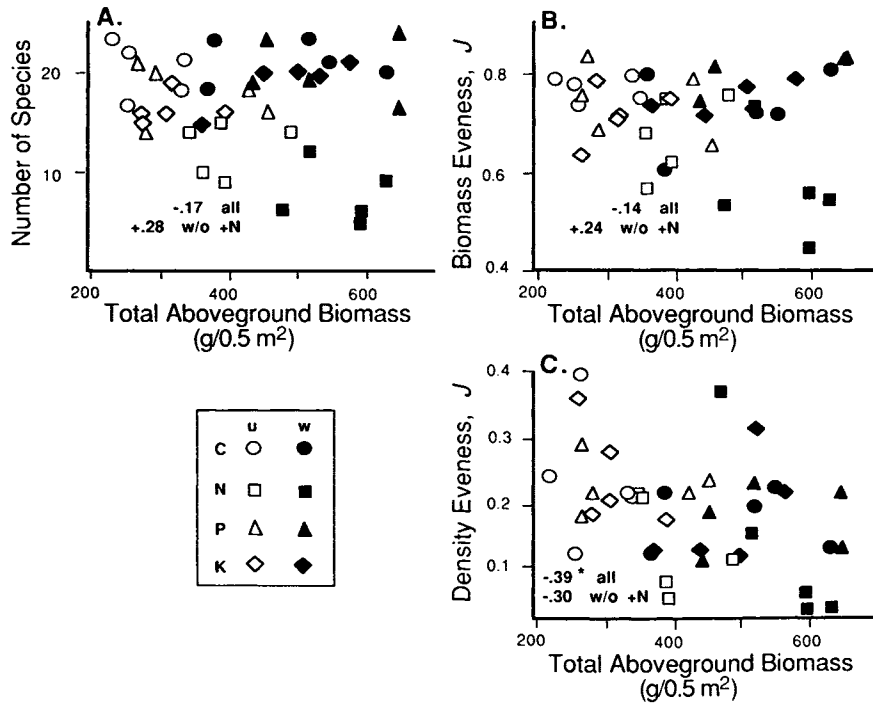 A.
Number of Species
20
10
-.17 all
+.28 w/o +N
200 400 600
Total Aboveground Biomass
(g/0.5 m²)
B.
Biomass Eveness, J
0.8
0.6
0.4
-.14 all
+.24 w/o +N
200 400 600
Total Aboveground Biomass
(g/0.5 m²)
u w
C
N
P
K
C.
Density Eveness, J
0.4
0.3
0.2
0.1
-.39 * all
-.30 w/o +N
200 400 600
Total Aboveground Biomass
(g/0.5 m²)